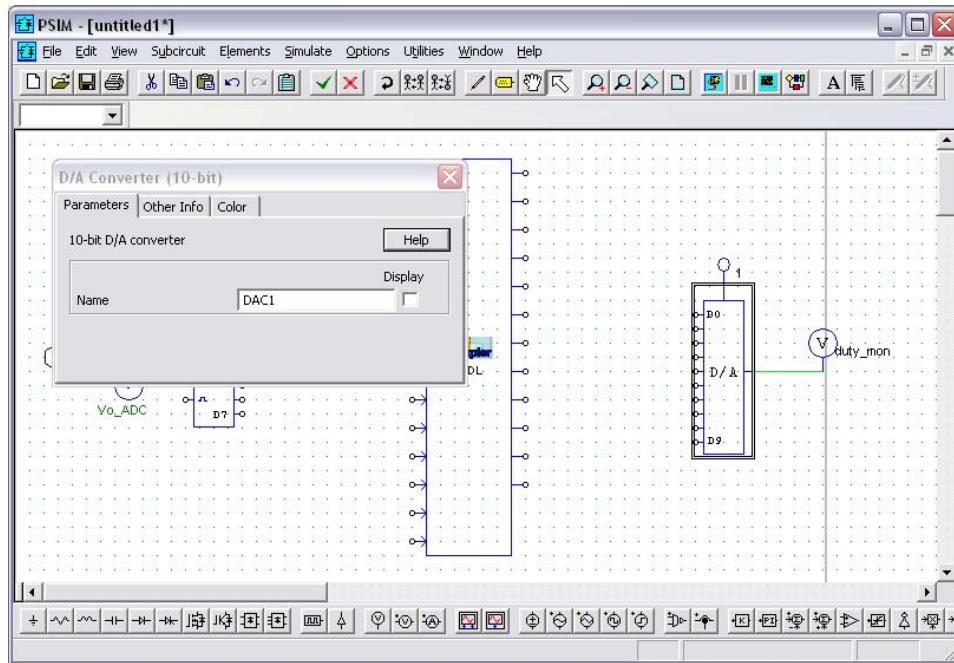 PSIM - [untitled1*]
File Edit View Subcircuit Elements Simulate Options Utilities Window Help
D/A Converter (10-bit)
Parameters Other Info Color
10-bit D/A converter Help
Display
Name DAC1
1
D0
V
duty_mon
D/A
DL
Vo_ADC
D7
D9